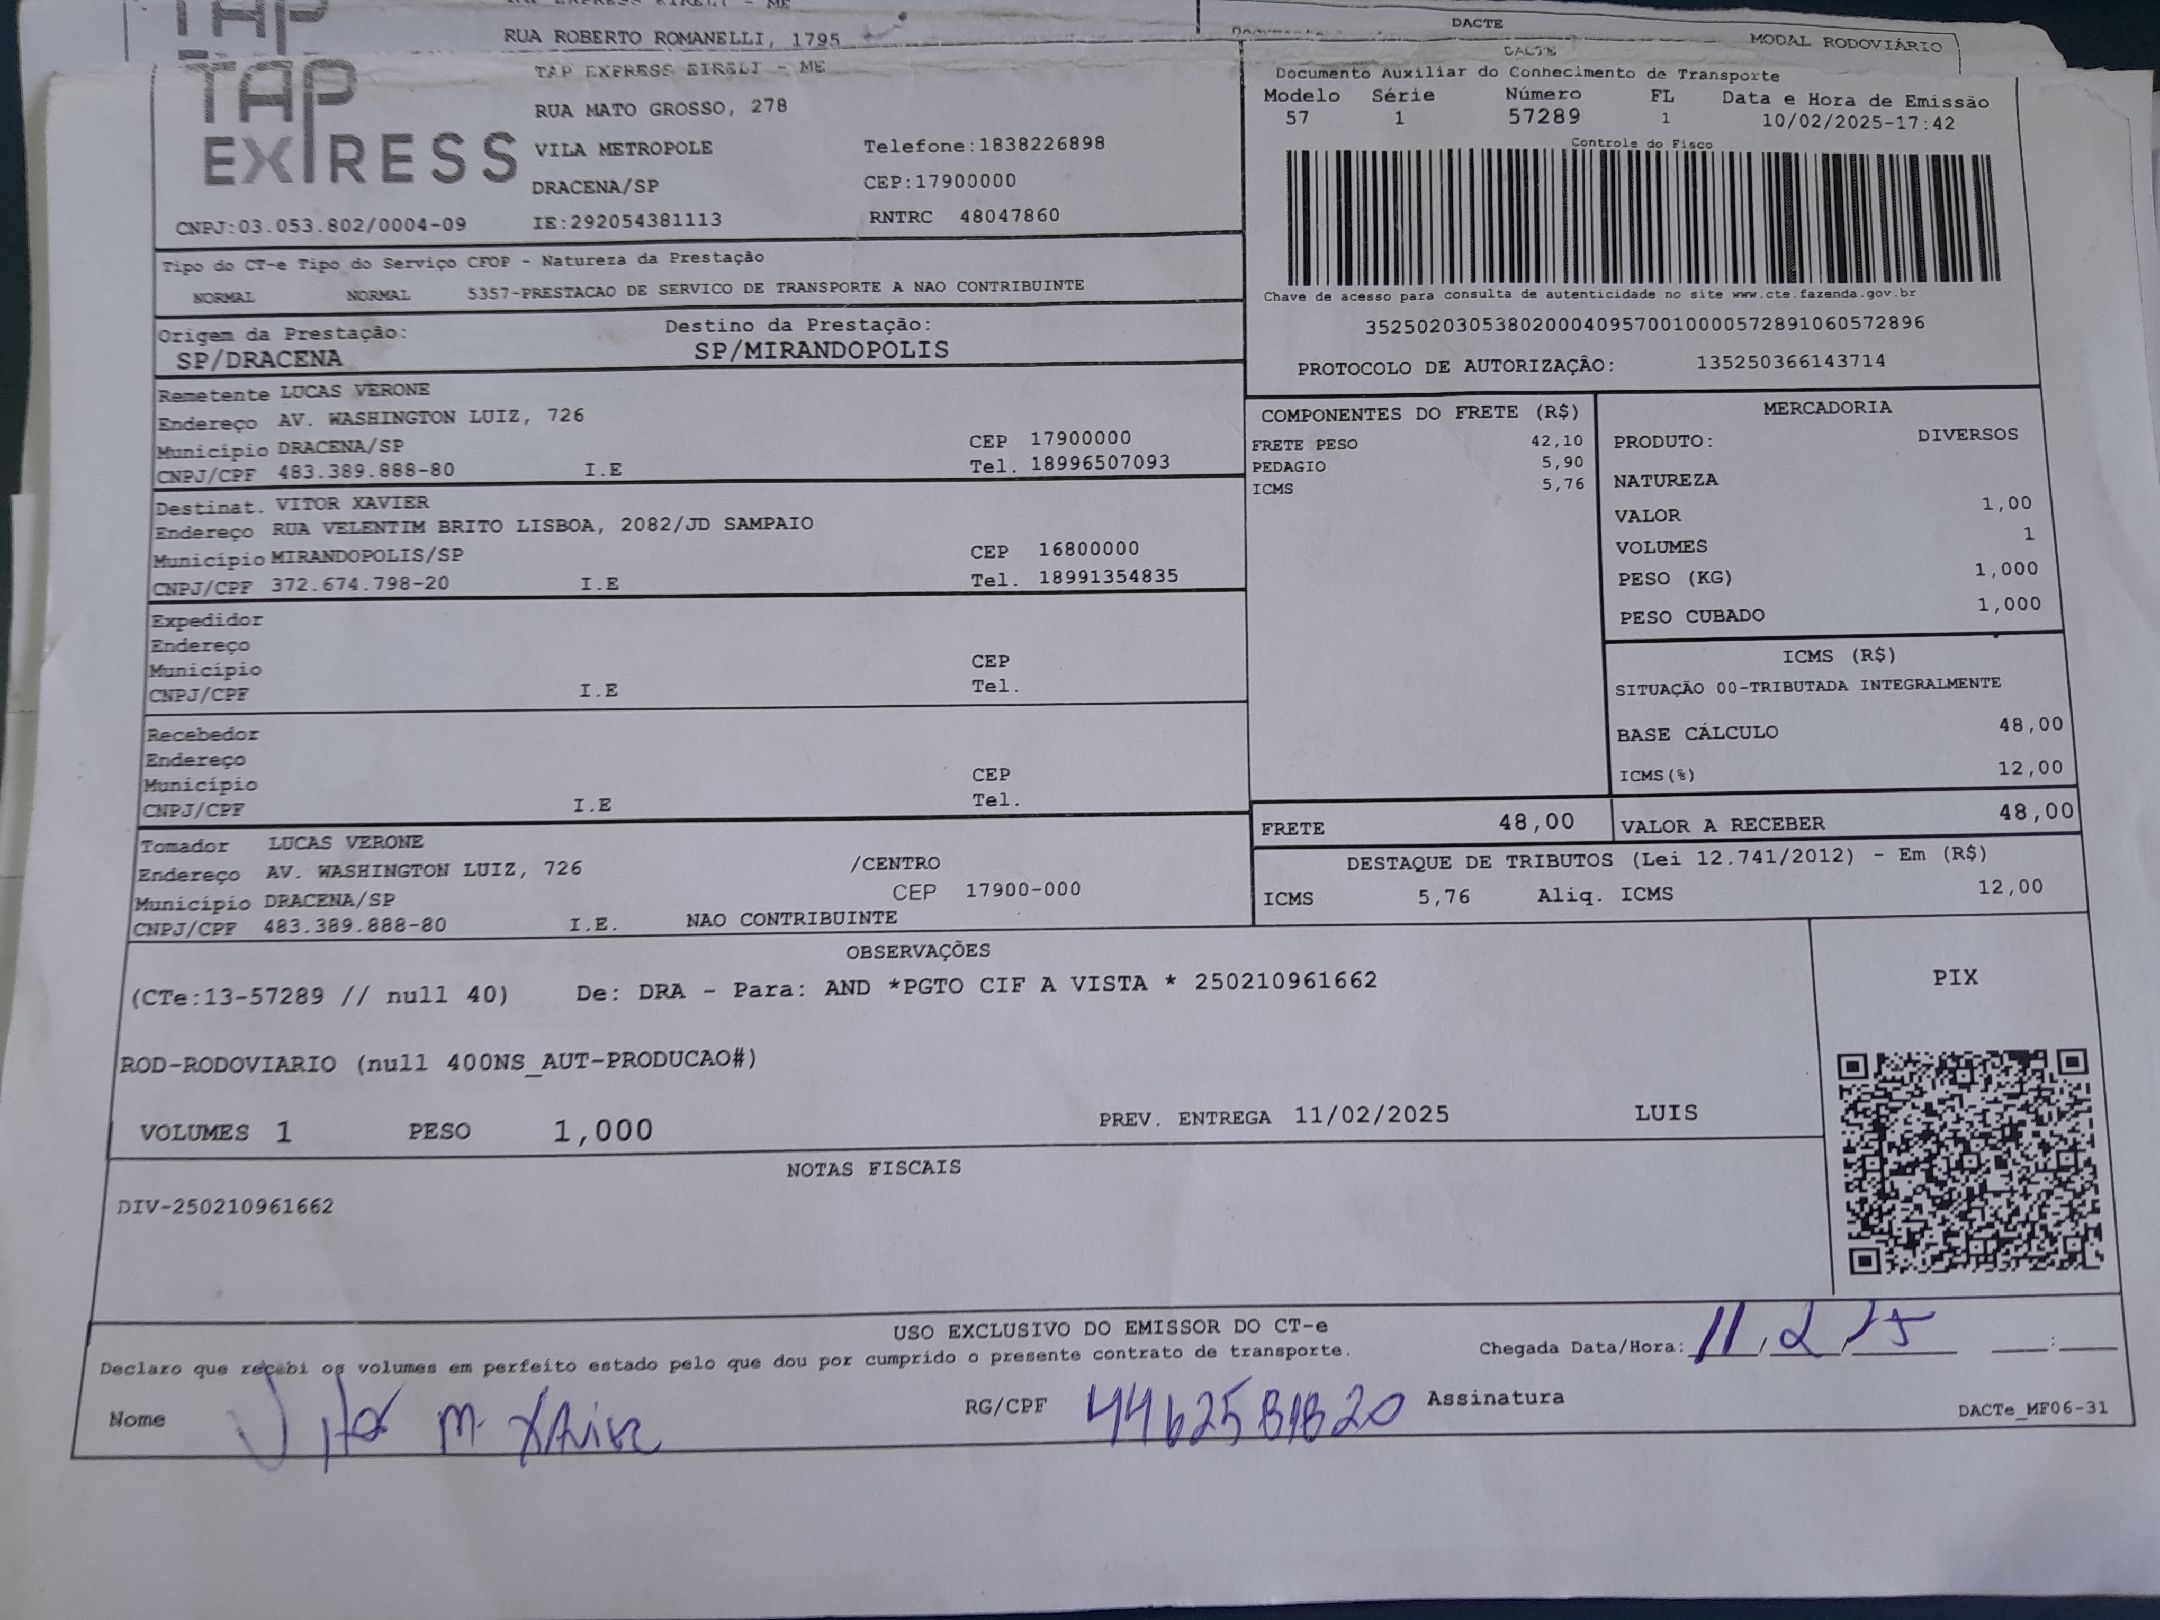 RUA ROBERTO ROMANELLI, 1795
DACTE
MODAL RODOVIÁRIO
TAP
EXPRESS
TAP EXPRESS EIRELI - ME
RUA MATO GROSSO, 278
VILA METROPOLE Telefone:1838226898
DRACENA/SP CEP:17900000
CNPJ:03.053.802/0004-09 IE:292054381113 RNTRC 48047860
DACTE
Documento Auxiliar do Conhecimento de Transporte
Modelo Série Número FL Data e Hora de Emissão
57 1 57289 1 10/02/2025-17:42
Controle do Fisco
Chave de acesso para consulta de autenticidade no site www.cte.fazenda.gov.br
35250203053802000409570010000572891060572896
PROTOCOLO DE AUTORIZAÇÃO: 135250366143714
Tipo do CT-e Tipo do Serviço CFOP - Natureza da Prestação
NORMAL NORMAL 5357-PRESTACAO DE SERVICO DE TRANSPORTE A NAO CONTRIBUINTE
Origem da Prestação: Destino da Prestação:
SP/DRACENA SP/MIRANDOPOLIS
Remetente LUCAS VERONE
Endereço AV. WASHINGTON LUIZ, 726
Município DRACENA/SP CEP 17900000
CNPJ/CPF 483.389.888-80 I.E Tel. 18996507093
Destinat. VITOR XAVIER
Endereço RUA VELENTIM BRITO LISBOA, 2082/JD SAMPAIO
Município MIRANDOPOLIS/SP CEP 16800000
CNPJ/CPF 372.674.798-20 I.E Tel. 18991354835
Expedidor
Endereço
Município CEP
CNPJ/CPF I.E Tel.
Recebedor
Endereço
Município CEP
CNPJ/CPF I.E Tel.
Tomador LUCAS VERONE
Endereço AV. WASHINGTON LUIZ, 726 /CENTRO
Município DRACENA/SP CEP 17900-000
CNPJ/CPF 483.389.888-80 I.E. NAO CONTRIBUINTE
COMPONENTES DO FRETE (R$)
FRETE PESO 42,10
PEDAGIO 5,90
ICMS 5,76
MERCADORIA
PRODUTO: DIVERSOS
NATUREZA
VALOR 1,00
VOLUMES 1
PESO (KG) 1,000
PESO CUBADO 1,000
ICMS (R$)
SITUAÇÃO 00-TRIBUTADA INTEGRALMENTE
BASE CÁLCULO 48,00
ICMS(%) 12,00
FRETE 48,00 VALOR A RECEBER 48,00
DESTAQUE DE TRIBUTOS (Lei 12.741/2012) - Em (R$)
ICMS 5,76 Aliq. ICMS 12,00
OBSERVAÇÕES
(CTe:13-57289 // null 40) De: DRA - Para: AND *PGTO CIF A VISTA * 250210961662
ROD-RODOVIARIO (null 400NS_AUT-PRODUCAO#)
VOLUMES 1 PESO 1,000 PREV. ENTREGA 11/02/2025 LUIS
PIX
NOTAS FISCAIS
DIV-250210961662
USO EXCLUSIVO DO EMISSOR DO CT-e
Declaro que recebi os volumes em perfeito estado pelo que dou por cumprido o presente contrato de transporte. Chegada Data/Hora: 11/2/25 :
Nome Vitor M. Xavier RG/CPF Assinatura
DACTe_MF06-31